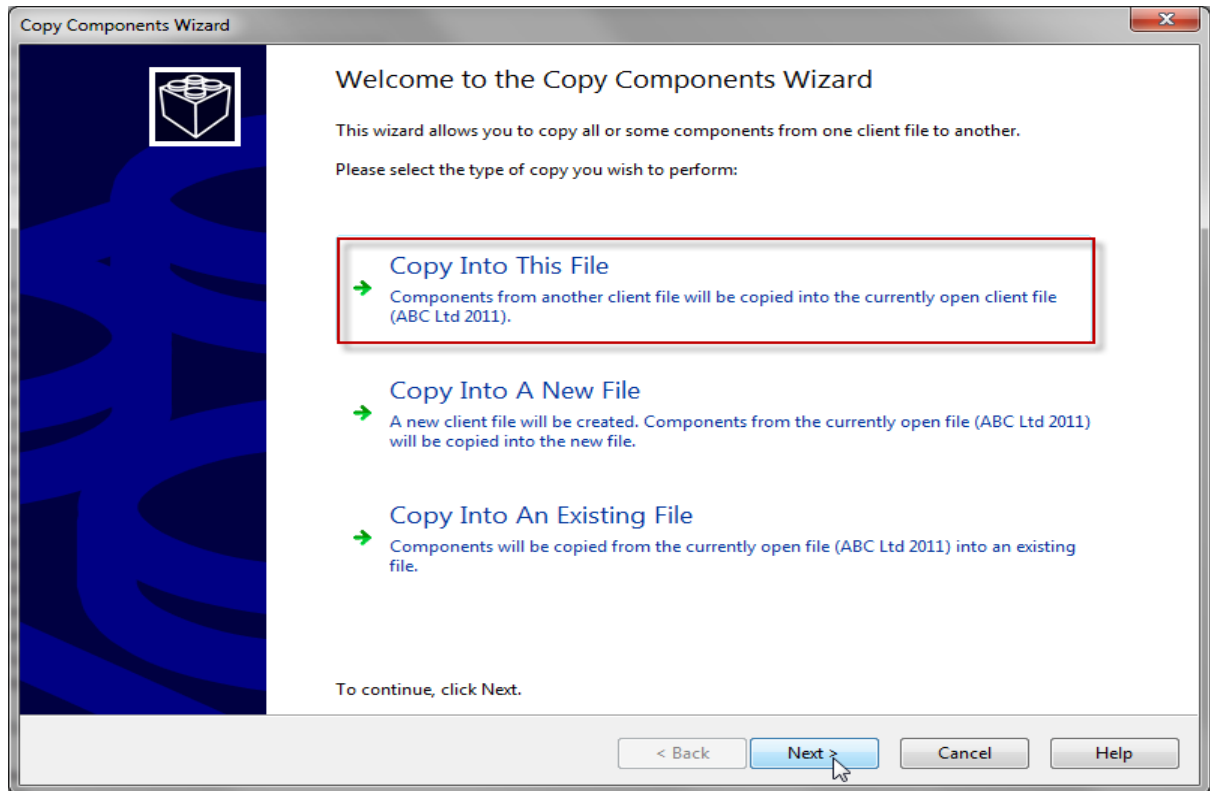 Copy Components Wizard
Welcome to the Copy Components Wizard
This wizard allows you to copy all or some components from one client file to another.
Please select the type of copy you wish to perform:
Copy Into This File
Components from another client file will be copied into the currently open client file
(ABC Ltd 2011).
Copy Into A New File
A new client file will be created. Components from the currently open file (ABC Ltd 2011)
will be copied into the new file.
Copy Into An Existing File
Components will be copied from the currently open file (ABC Ltd 2011) into an existing
file.
To continue, click Next.
< Back Next > Cancel Help